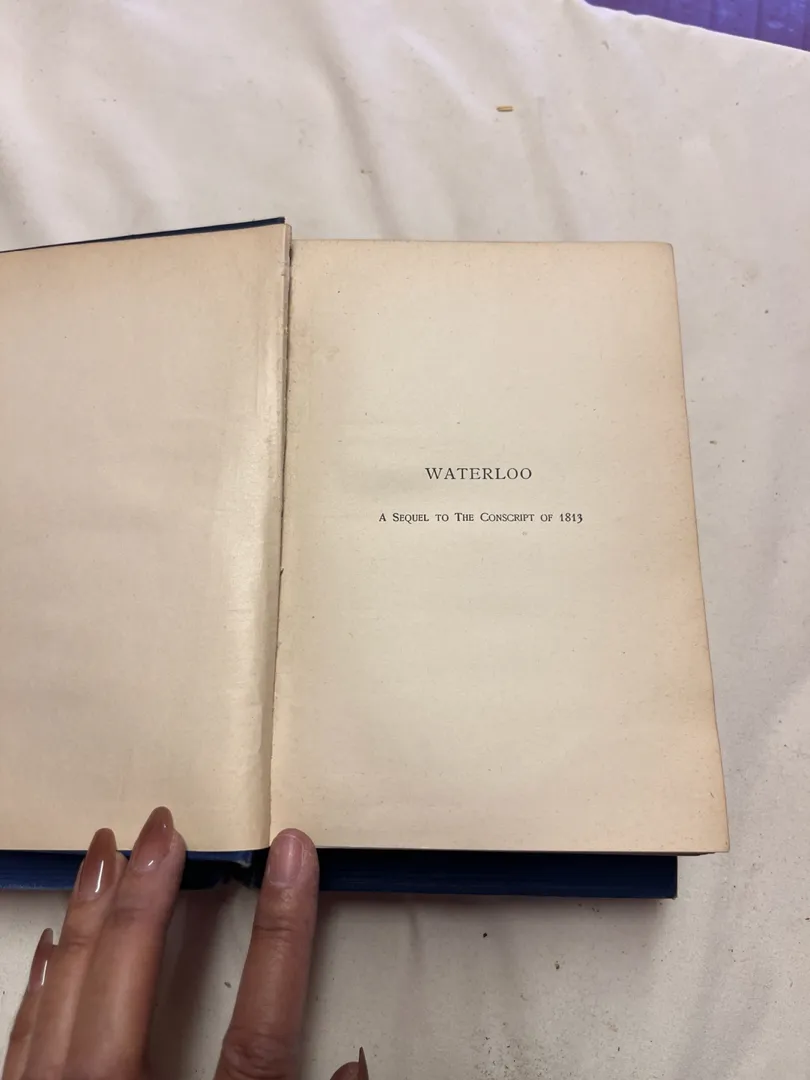 WATERLOO
A Sequel to The Conscript of 1813